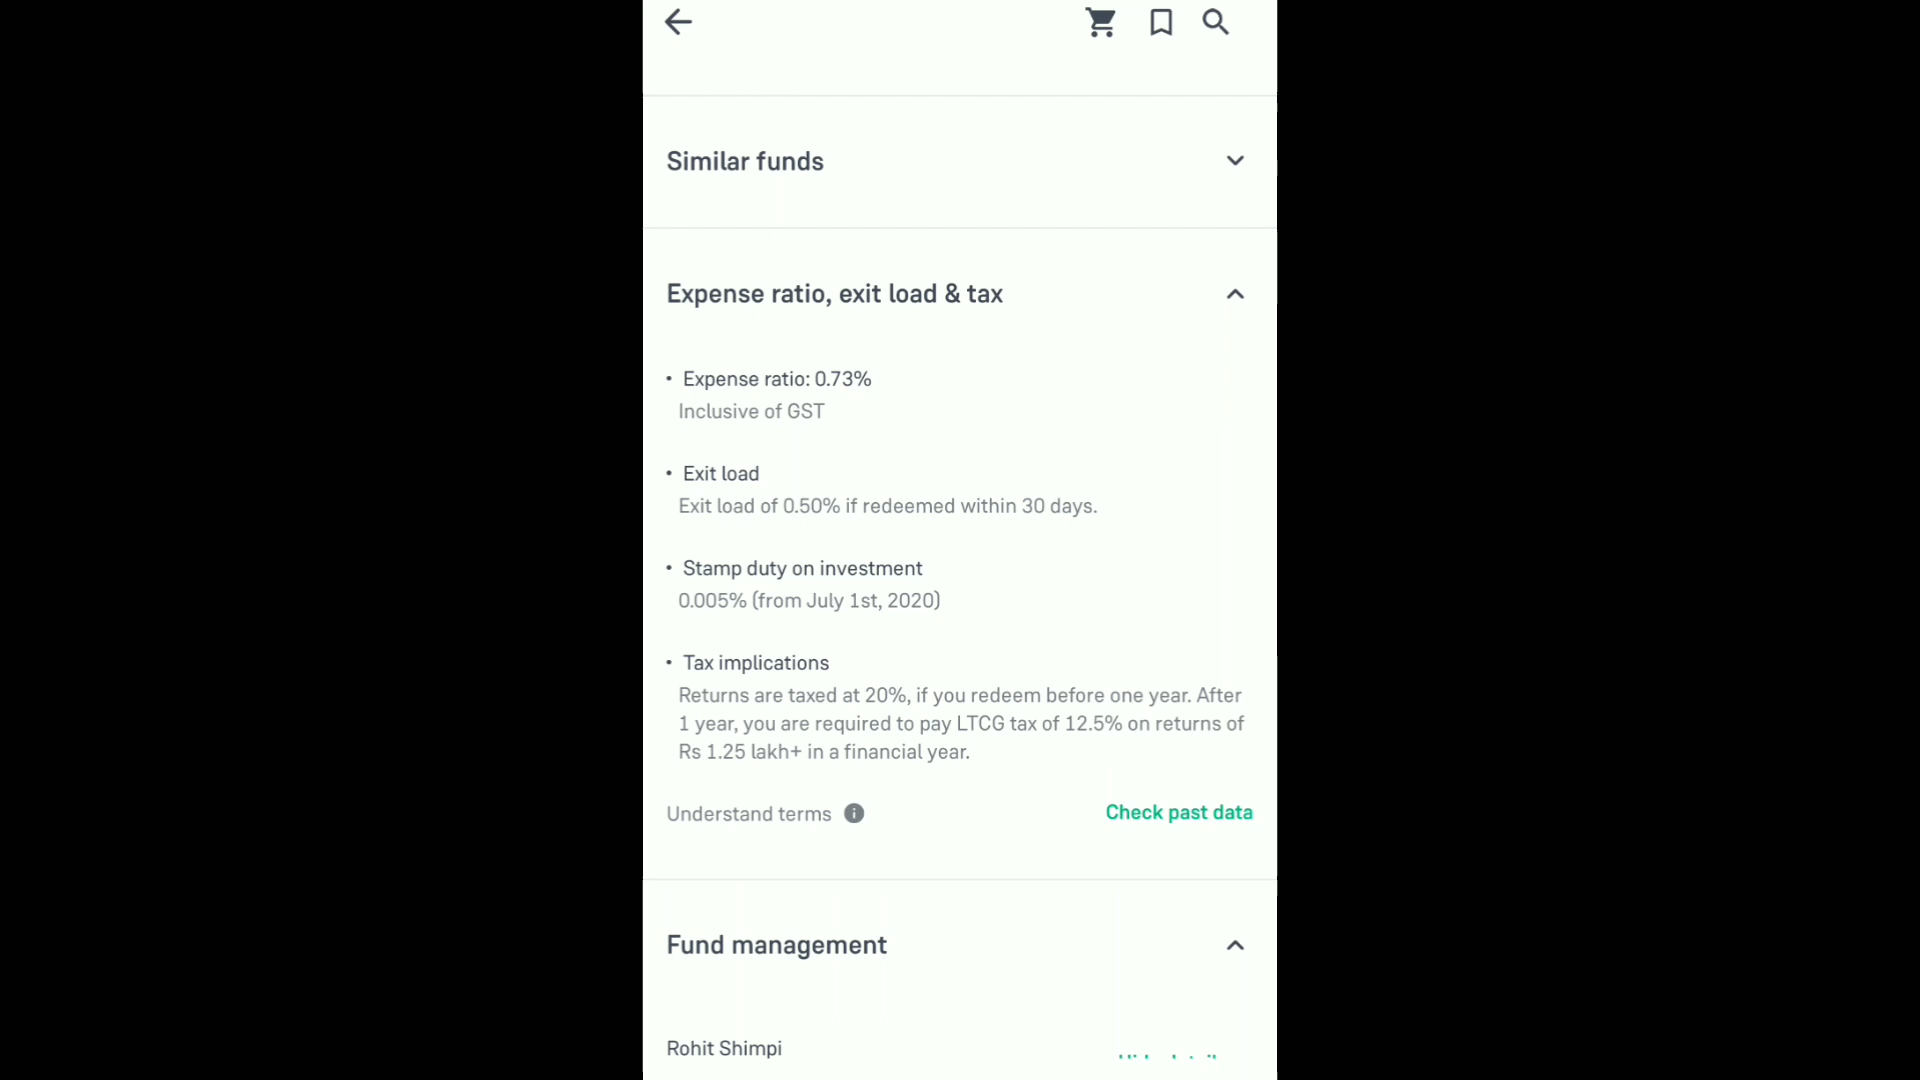 Similar funds
Expense ratio, exit load & tax
• Expense ratio: 0.73%
Inclusive of GST
• Exit load
Exit load of 0.50% if redeemed within 30 days.
• Stamp duty on investment
0.005% (from July 1st, 2020)
• Tax implications
Returns are taxed at 20%, if you redeem before one year. After
1 year, you are required to pay LTCG tax of 12.5% on returns of
Rs 1.25 lakh+ in a financial year.
Understand terms
Check past data
Fund management
Rohit Shimpi